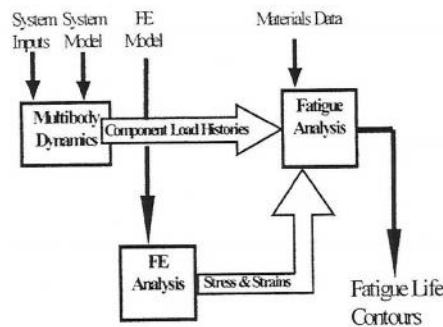 System
Inputs
System
Model
FE
Model
Materials Data
Multibody
Dynamics
Component Load Histories
Fatigue
Analysis
FE
Analysis
Stress & Strains
Fatigue Life
Contours